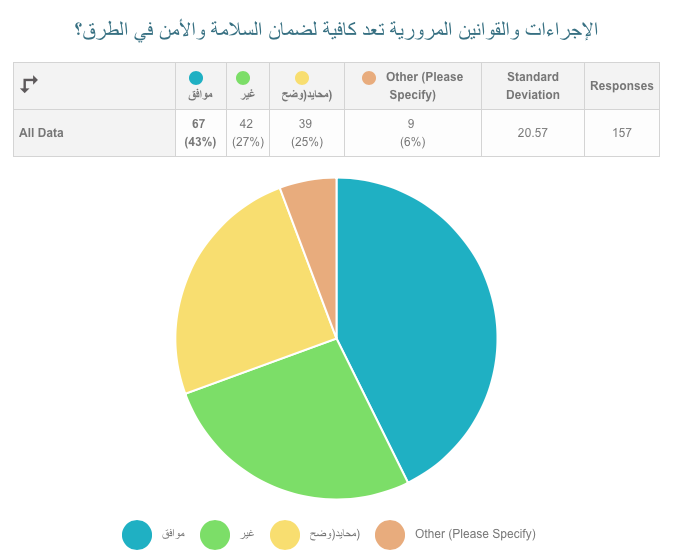 الإجراءات والقوانين المرورية تعد كافية لضمان السلامة والأمن في الطرق؟
موافق
غير
محايد(وضح)
Other (Please Specify)
Standard Deviation
Responses
All Data
67 (43%)
42 (27%)
39 (25%)
9 (6%)
20.57
157
موافق
غير
محايد(وضح)
Other (Please Specify)